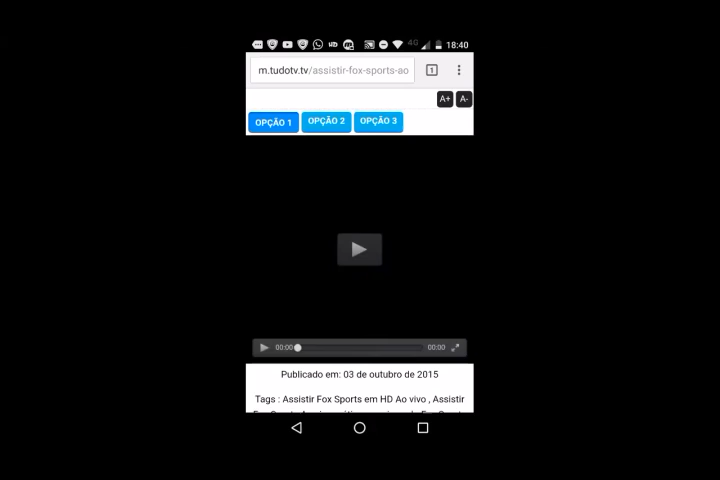 4G 18:40
m.tudotv.tv/assistir-fox-sports-ao
1
A+ A-
OPÇÃO 1 OPÇÃO 2 OPÇÃO 3
00:00 00:00
Publicado em: 03 de outubro de 2015
Tags : Assistir Fox Sports em HD Ao vivo , Assistir